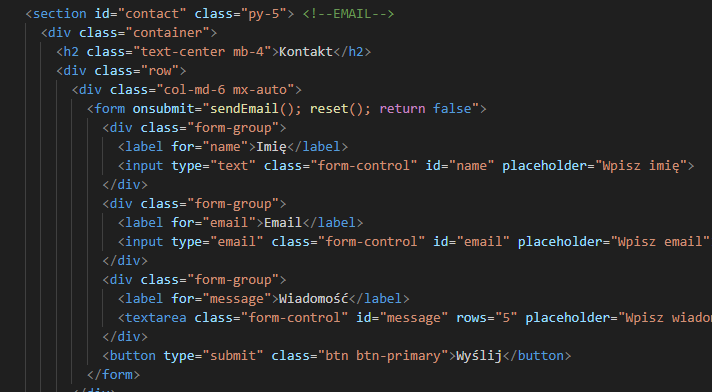 <section id="contact" class="py-5"> <!--EMAIL-->
<div class="container">
<h2 class="text-center mb-4">Kontakt</h2>
<div class="row">
<div class="col-md-6 mx-auto">
<form onsubmit="sendEmail(); reset(); return false">
<div class="form-group">
<label for="name">Imię</label>
<input type="text" class="form-control" id="name" placeholder="Wpisz imię">
</div>
<div class="form-group">
<label for="email">Email</label>
<input type="email" class="form-control" id="email" placeholder="Wpisz email"
</div>
<div class="form-group">
<label for="message">Wiadomość</label>
<textarea class="form-control" id="message" rows="5" placeholder="Wpisz wiadom
</div>
<button type="submit" class="btn btn-primary">Wyślij</button>
</form>
</div>